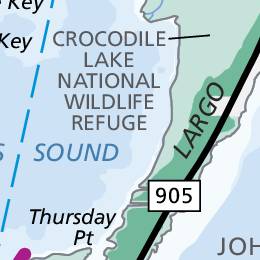 Key
Key
CROCODILE
LAKE
NATIONAL
WILDLIFE
REFUGE
LARGO
SOUND
905
Thursday
Pt
JOH